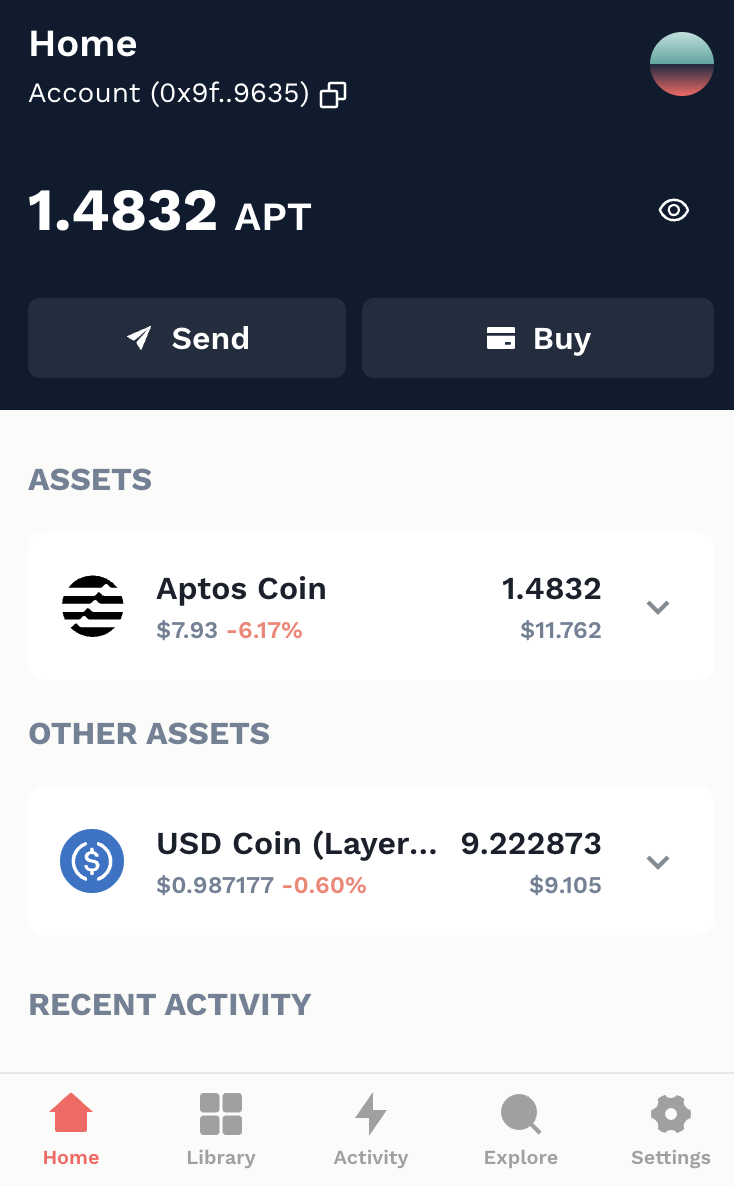 Home
Account (0x9f..9635)
1.4832 APT
Send
Buy
ASSETS
Aptos Coin 1.4832
$7.93 -6.17% $11.762
OTHER ASSETS
USD Coin (Layer... 9.222873
$0.987177 -0.60% $9.105
RECENT ACTIVITY
Home Library Activity Explore Settings